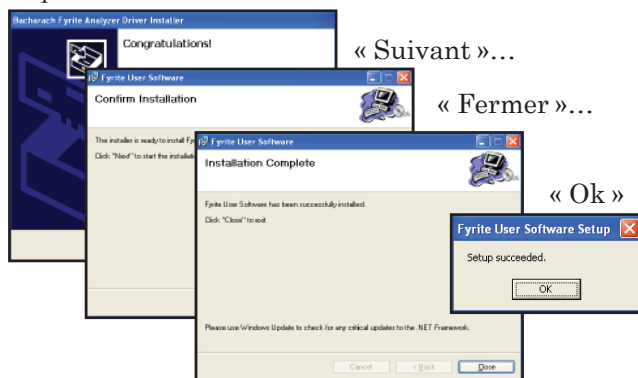 Bacharach Fyrite Analyzer Driver Installer
Congratulations!
« Suivant »…
Fyrite User Software
Confirm Installation
« Fermer »…
The installer is ready to install
Click "Next" to start the
Fyrite User Software
Installation Complete
Fyrite User Software has been successfully installed.
Click "Close" to exit.
« Ok »
Fyrite User Software Setup
Setup succeeded.
OK
Please use Windows Update to check for any critical updates to the .NET Framework.
Cancel < Back Close